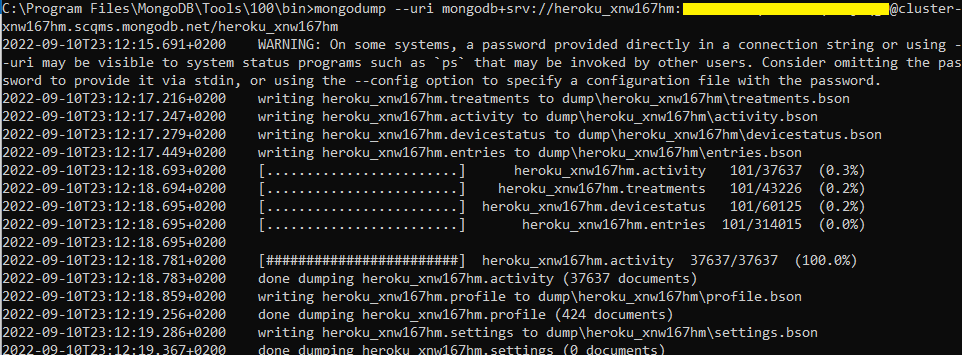 C:\Program Files\MongoDB\Tools\100\bin>mongodump --uri mongodb+srv://heroku_xnw167hm:@cluster-
xnw167hm.scqms.mongodb.net/heroku_xnw167hm
2022-09-10T23:12:15.691+0200    WARNING: On some systems, a password provided directly in a connection string or using -
-uri may be visible to system status programs such as `ps` that may be invoked by other users. Consider omitting the pas
sword to provide it via stdin, or using the --config option to specify a configuration file with the password.
2022-09-10T23:12:17.216+0200    writing heroku_xnw167hm.treatments to dump\heroku_xnw167hm\treatments.bson
2022-09-10T23:12:17.247+0200    writing heroku_xnw167hm.activity to dump\heroku_xnw167hm\activity.bson
2022-09-10T23:12:17.279+0200    writing heroku_xnw167hm.devicestatus to dump\heroku_xnw167hm\devicestatus.bson
2022-09-10T23:12:17.449+0200    writing heroku_xnw167hm.entries to dump\heroku_xnw167hm\entries.bson
2022-09-10T23:12:18.693+0200    [........................]      heroku_xnw167hm.activity   101/37637  (0.3%)
2022-09-10T23:12:18.694+0200    [........................]    heroku_xnw167hm.treatments   101/43226  (0.2%)
2022-09-10T23:12:18.695+0200    [........................]  heroku_xnw167hm.devicestatus   101/60125  (0.2%)
2022-09-10T23:12:18.695+0200    [........................]       heroku_xnw167hm.entries  101/314015  (0.0%)
2022-09-10T23:12:18.695+0200
2022-09-10T23:12:18.781+0200    [########################]  heroku_xnw167hm.activity  37637/37637  (100.0%)
2022-09-10T23:12:18.783+0200    done dumping heroku_xnw167hm.activity (37637 documents)
2022-09-10T23:12:18.859+0200    writing heroku_xnw167hm.profile to dump\heroku_xnw167hm\profile.bson
2022-09-10T23:12:19.256+0200    done dumping heroku_xnw167hm.profile (424 documents)
2022-09-10T23:12:19.286+0200    writing heroku_xnw167hm.settings to dump\heroku_xnw167hm\settings.bson
2022-09-10T23:12:19.367+0200    done dumping heroku_xnw167hm.settings (0 documents)